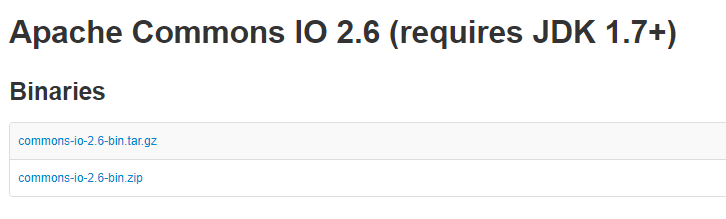 Apache Commons IO 2.6 (requires JDK 1.7+)
Binaries
commons-io-2.6-bin.tar.gz
commons-io-2.6-bin.zip